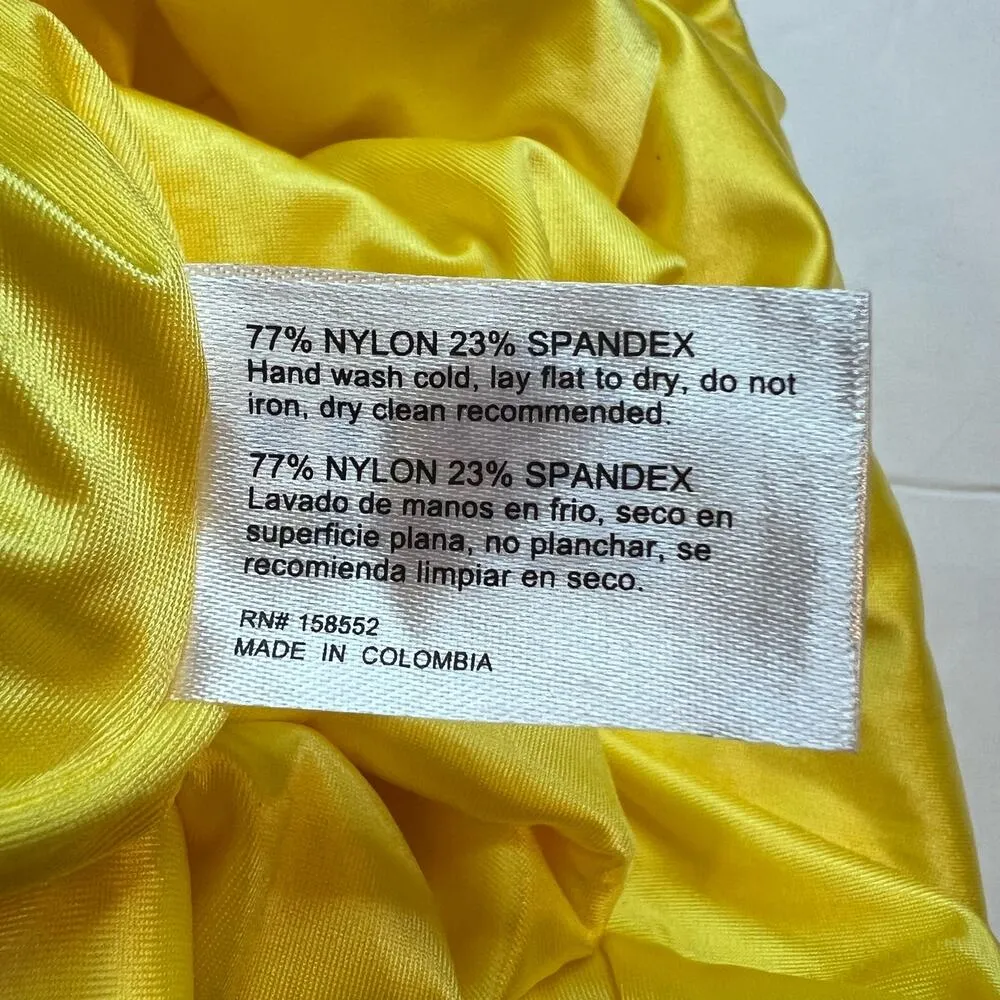 77% NYLON 23% SPANDEX
Hand wash cold, lay flat to dry, do not
iron, dry clean recommended.
77% NYLON 23% SPANDEX
Lavado de manos en frio, seco en
superficie plana, no planchar, se
recomienda limpiar en seco.
RN# 158552
MADE IN COLOMBIA